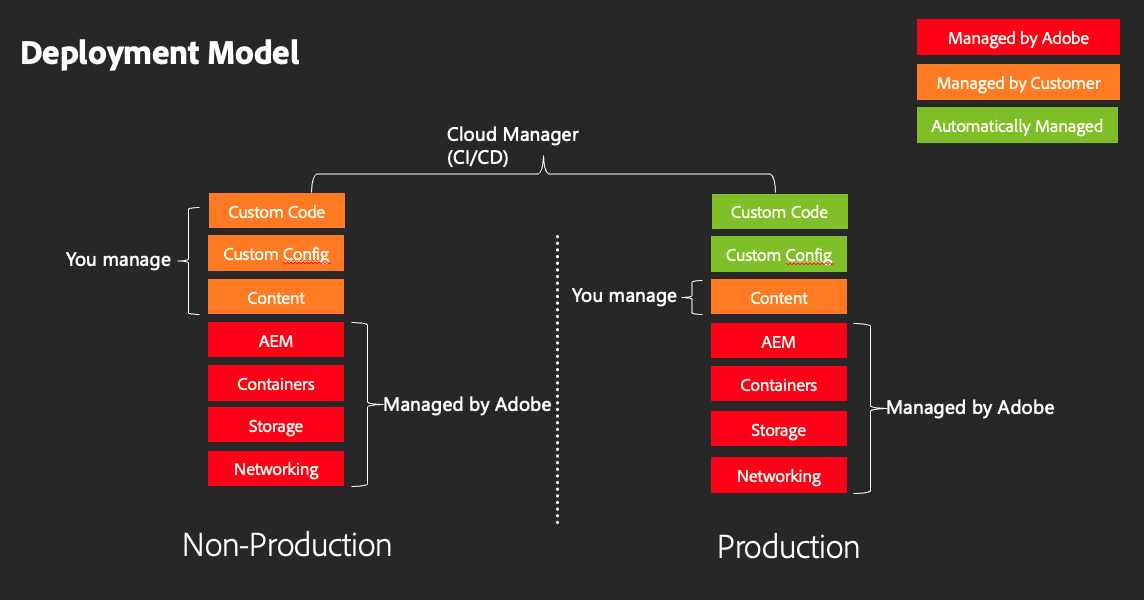 Deployment Model
Managed by Adobe
Managed by Customer
Automatically Managed
Cloud Manager
(CI/CD)
You manage
Custom Code
Custom Config
Content
AEM
Containers
Storage
Networking
Managed by Adobe
Non-Production
You manage
Custom Code
Custom Config
Content
AEM
Containers
Storage
Networking
Managed by Adobe
Production